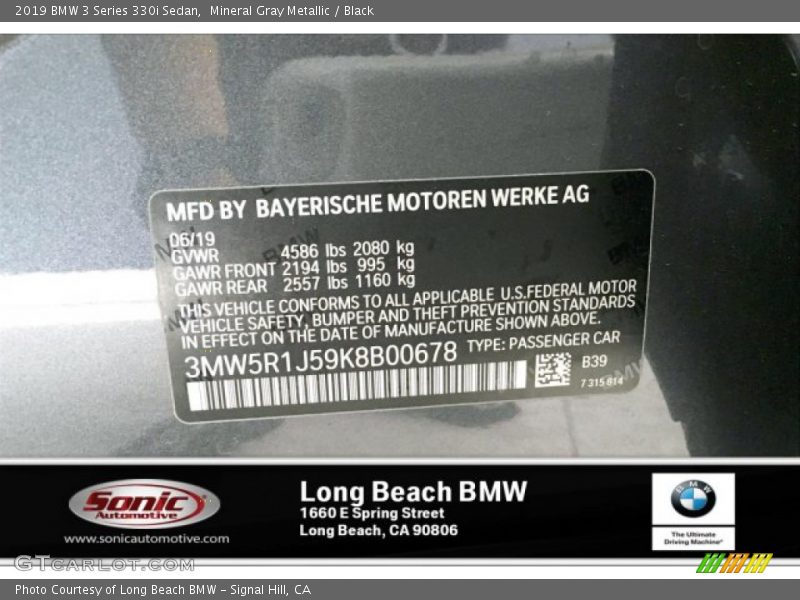 2019 BMW 3 Series 330i Sedan,  Mineral Gray Metallic / Black
MFD BY BAYERISCHE MOTOREN WERKE AG
06/19
GVWR 4586 lbs 2080 kg
GAWR FRONT 2194 lbs 995 kg
GAWR REAR 2557 lbs 1160 kg
THIS VEHICLE CONFORMS TO ALL APPLICABLE U.S.FEDERAL MOTOR
VEHICLE SAFETY, BUMPER AND THEFT PREVENTION STANDARDS
IN EFFECT ON THE DATE OF MANUFACTURE SHOWN ABOVE.
3MW5R1J59K8B00678 TYPE: PASSENGER CAR
B39
7 315 614
Sonic
Automotive
www.sonicautomotive.com
Long Beach BMW
1660 E Spring Street
Long Beach, CA 90806
BMW
The Ultimate
Driving Machine®
GTcarlot.com
Photo Courtesy of Long Beach BMW – Signal Hill, CA